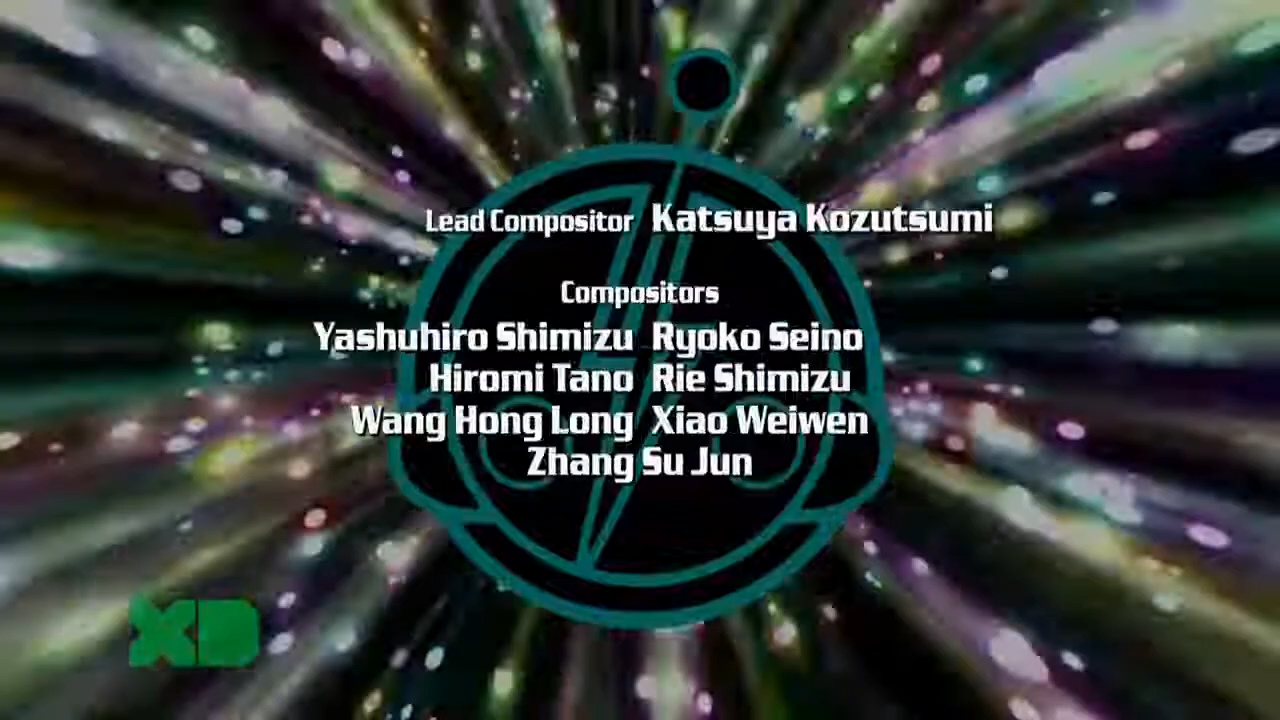 Lead Compositor Katsuya Kozutsumi
Compositors
Yashuhiro Shimizu Ryoko Seino
Hiromi Tano Rie Shimizu
Wang Hong Long Xiao Weiwen
Zhang Su Jun
XD